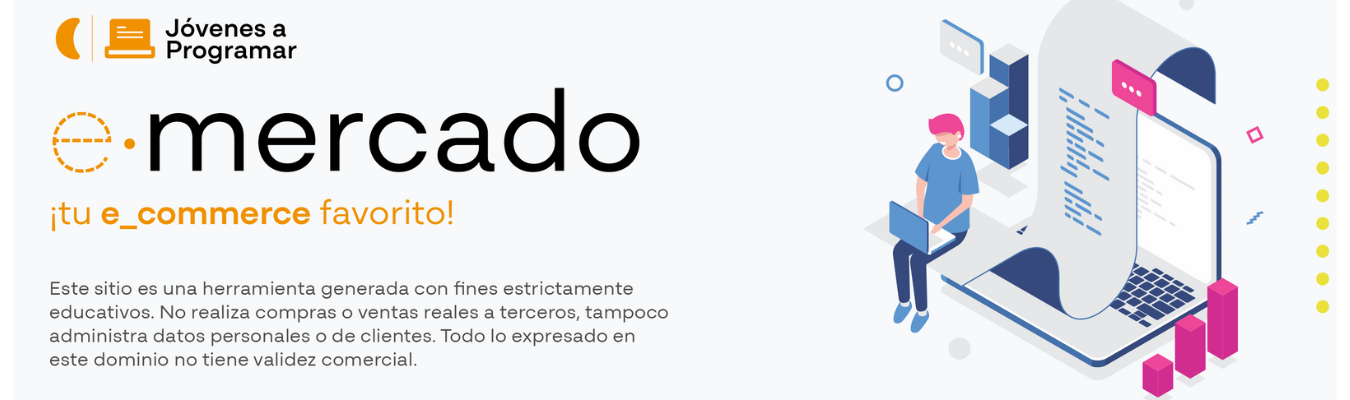 Jóvenes a
Programar
e·mercado
¡tu e_commerce favorito!
Este sitio es una herramienta generada con fines estrictamente
educativos. No realiza compras o ventas reales a terceros, tampoco
administra datos personales o de clientes. Todo lo expresado en
este dominio no tiene validez comercial.